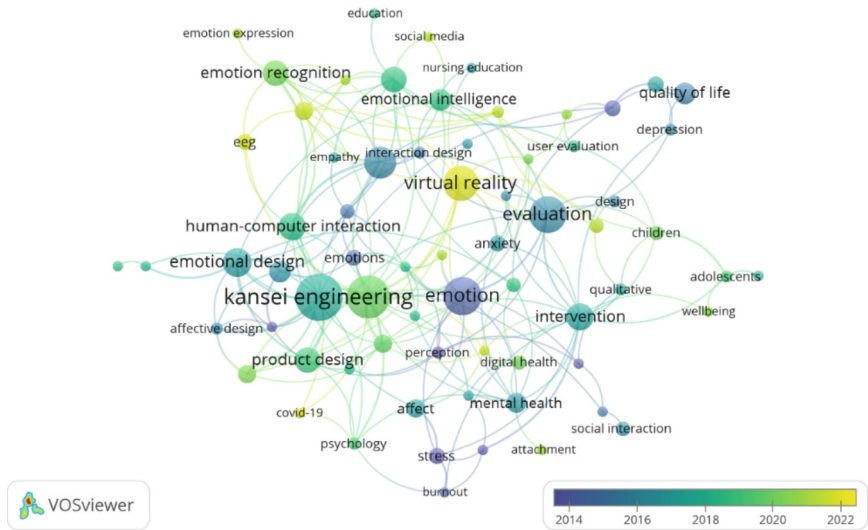 education
emotion expression
social media
emotion recognition
nursing education
emotional intelligence
quality of life
depression
eeg
empathy
interaction design
user evaluation
virtual reality
evaluation
design
human-computer interaction
children
anxiety
emotions
emotional design
adolescents
qualitative
kansei engineering
emotion
wellbeing
affective design
intervention
perception
product design
digital health
covid-19
affect
mental health
social interaction
psychology
stress
attachment
burnout
VOSviewer
2014 2016 2018 2020 2022